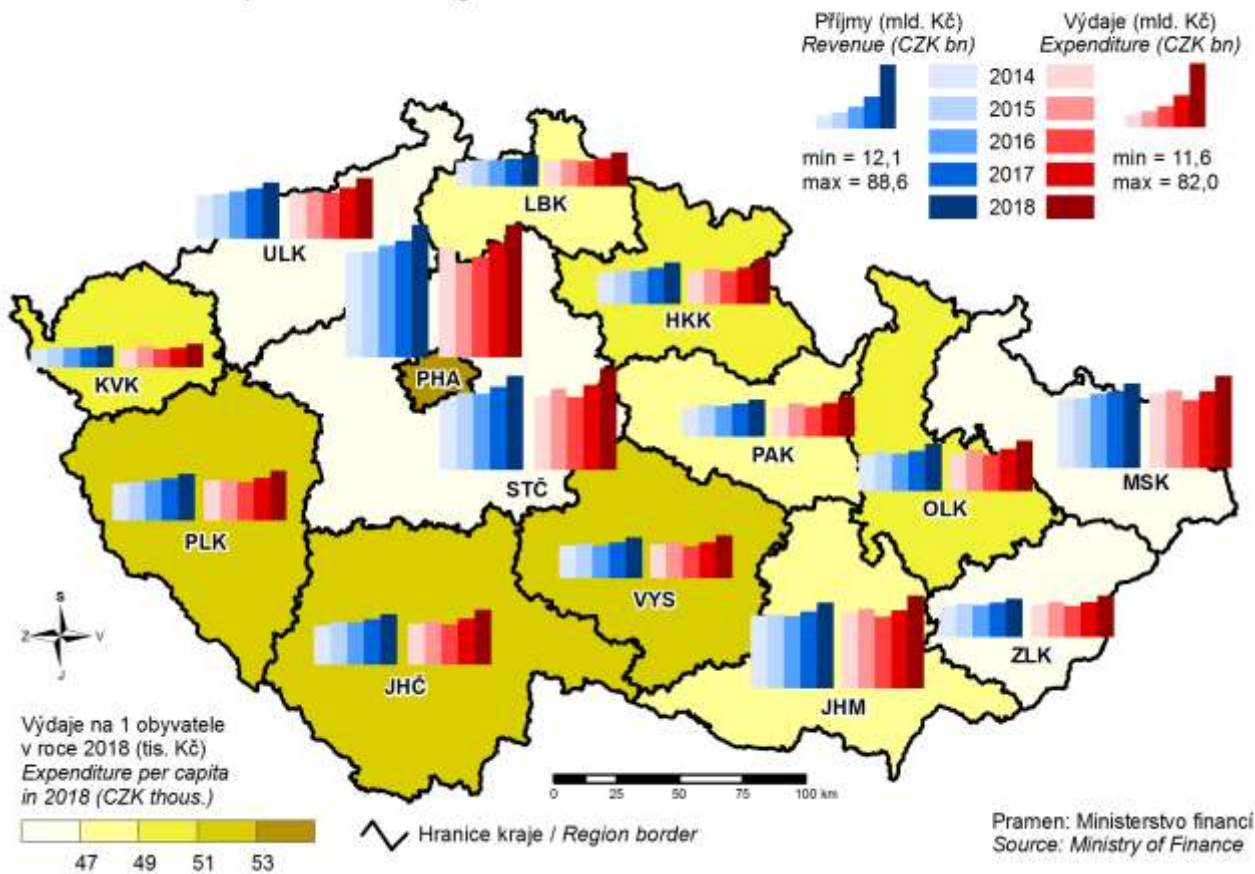 Příjmy (mld. Kč)
Revenue (CZK bn)
Výdaje (mld. Kč)
Expenditure (CZK bn)
2014
2015
2016
2017
2018
min = 12,1
max = 88,6
min = 11,6
max = 82,0
LBK
ULK
HKK
KVK
PHA
PAK
MSK
STČ
OLK
PLK
VYS
ZLK
JHČ
JHM
S
Z
V
J
Výdaje na 1 obyvatele
v roce 2018 (tis. Kč)
Expenditure per capita
in 2018 (CZK thous.)
47 49 51 53
Hranice kraje / Region border
0 25 50 75 100 km
Pramen: Ministerstvo financí
Source: Ministry of Finance